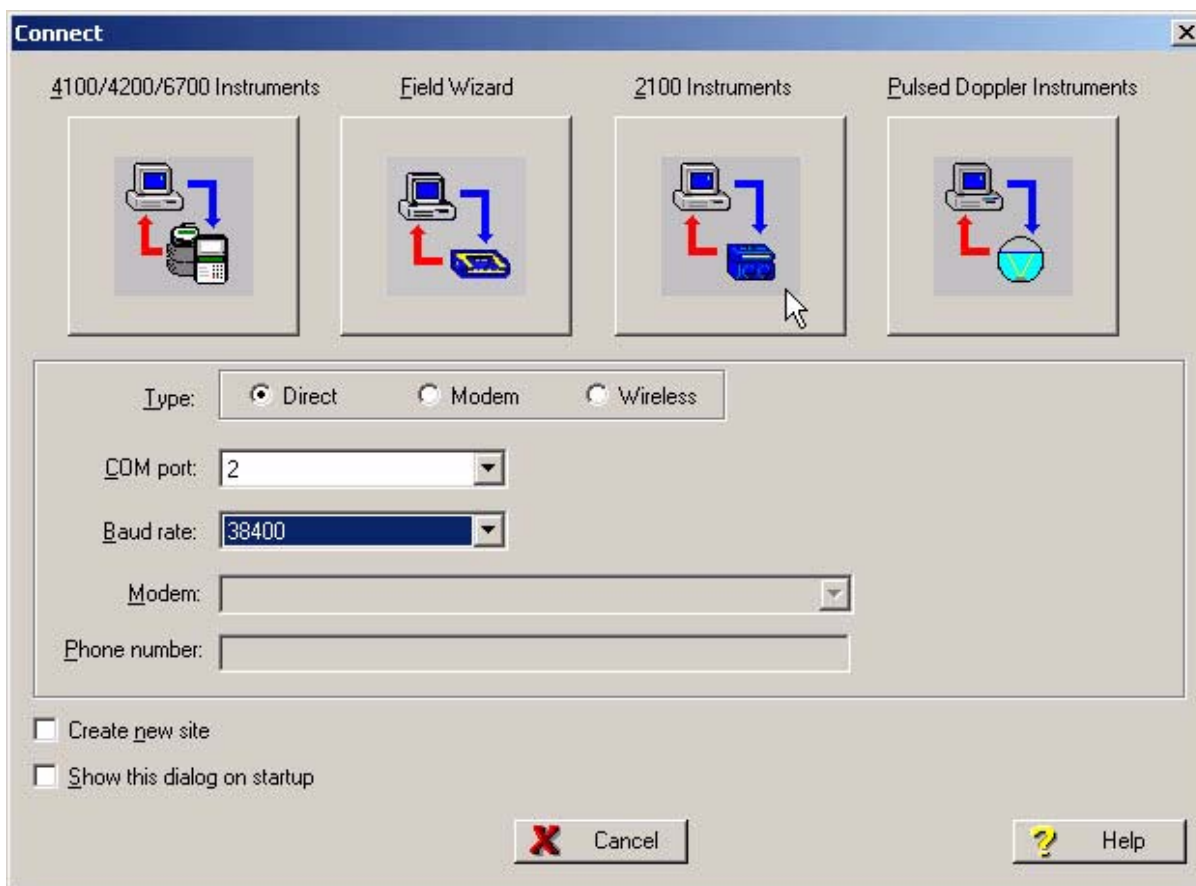 Connect
4100/4200/6700 Instruments
Field Wizard
2100 Instruments
Pulsed Doppler Instruments
Type:
Direct
Modem
Wireless
COM port:
2
Baud rate:
38400
Modem:
Phone number:
Create new site
Show this dialog on startup
Cancel
Help